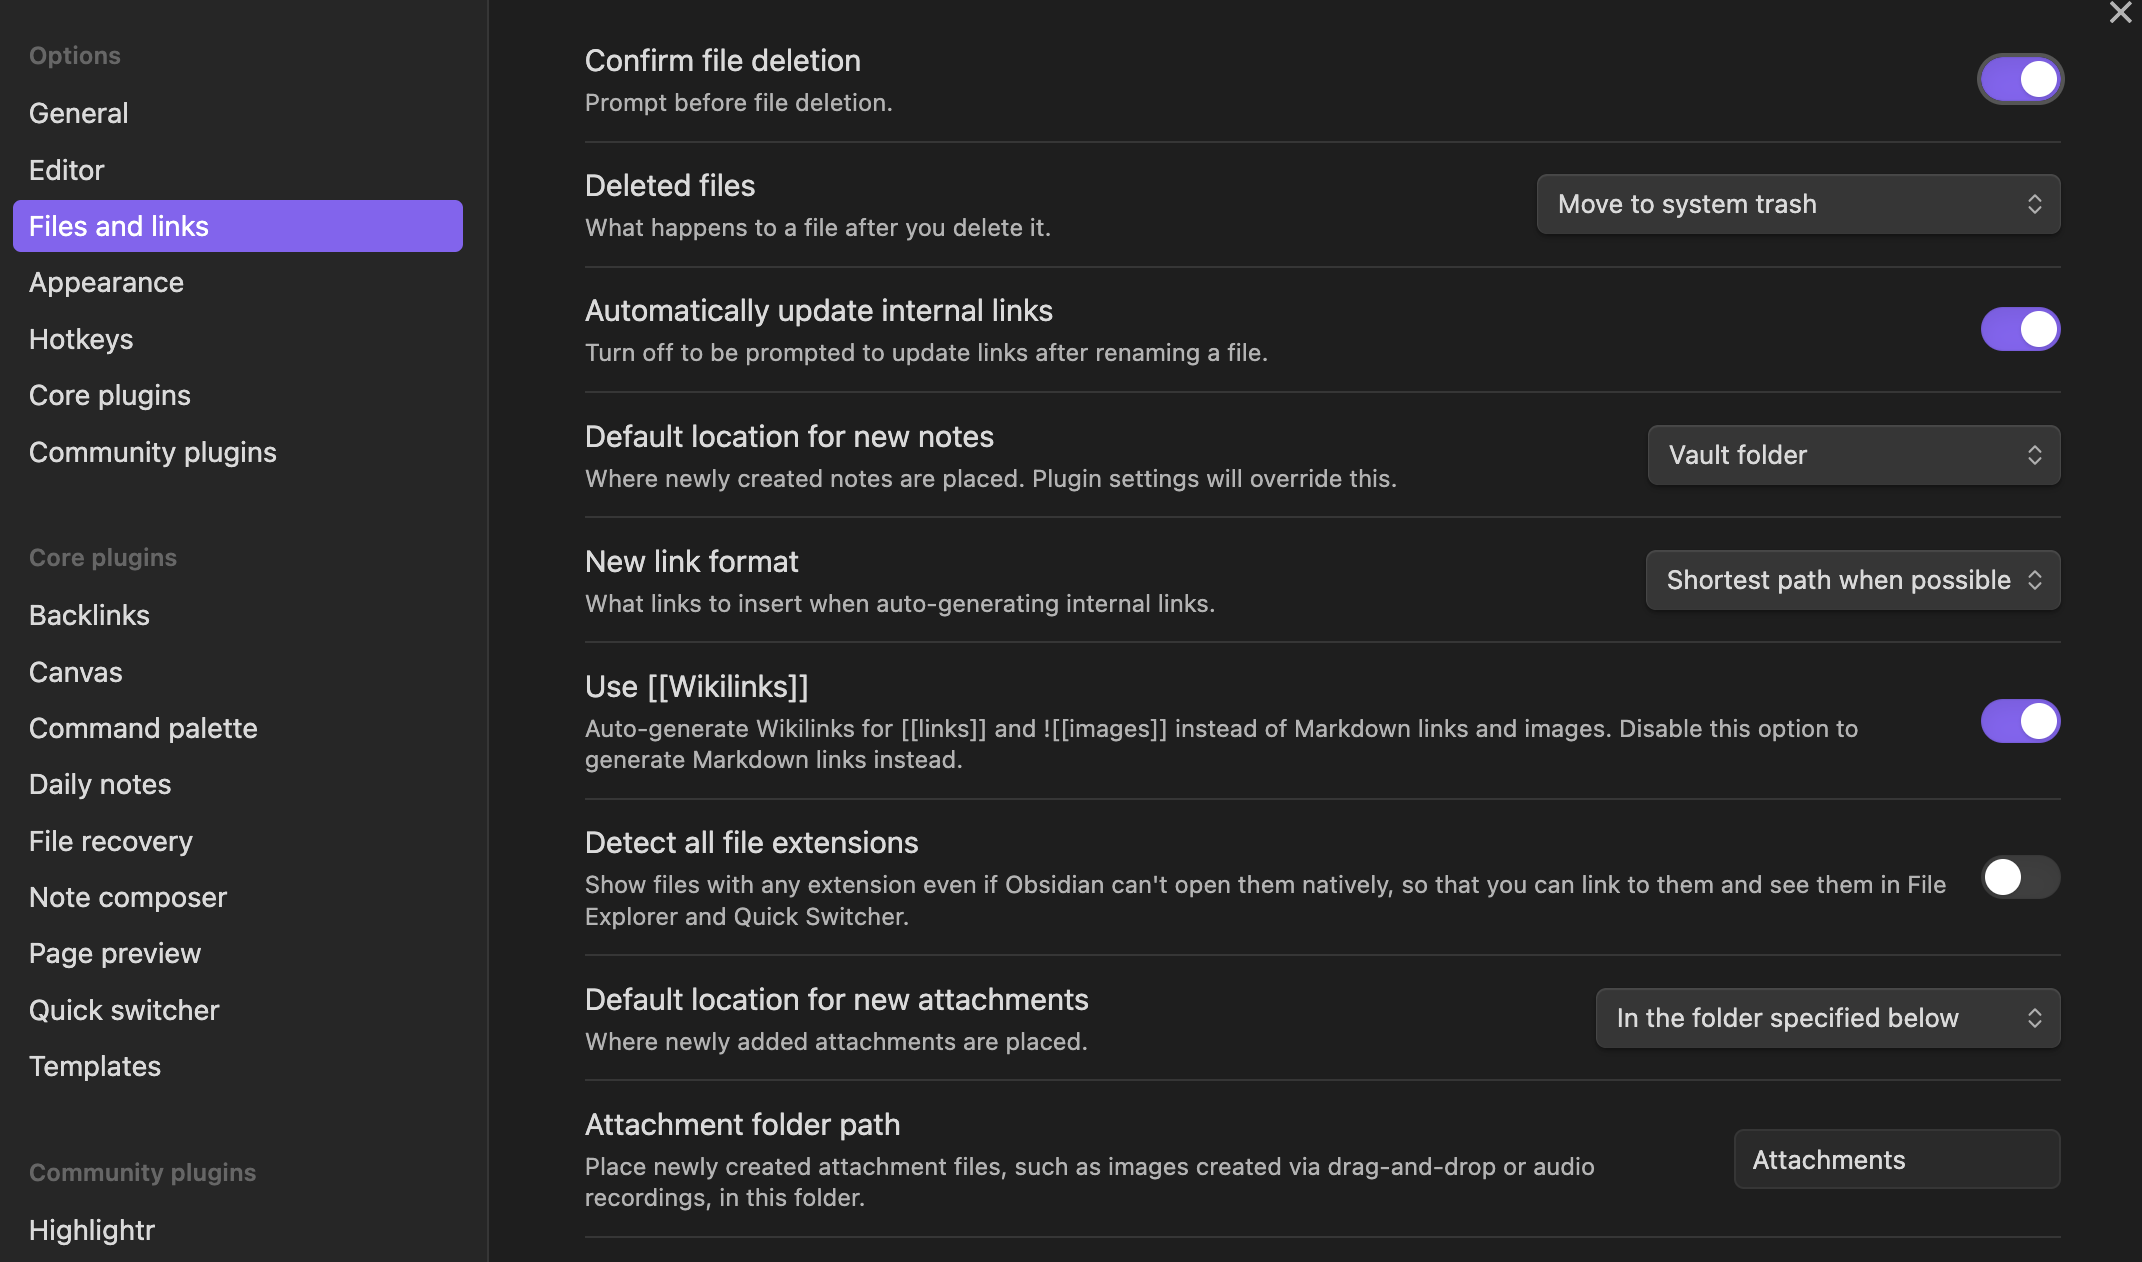 Options
General
Editor
Files and links
Appearance
Hotkeys
Core plugins
Community plugins
Core plugins
Backlinks
Canvas
Command palette
Daily notes
File recovery
Note composer
Page preview
Quick switcher
Templates
Community plugins
Highlightr
Confirm file deletion
Prompt before file deletion.
Deleted files
What happens to a file after you delete it.
Move to system trash
Automatically update internal links
Turn off to be prompted to update links after renaming a file.
Default location for new notes
Where newly created notes are placed. Plugin settings will override this.
Vault folder
New link format
What links to insert when auto-generating internal links.
Shortest path when possible
Use [[Wikilinks]]
Auto-generate Wikilinks for [[links]] and ![[images]] instead of Markdown links and images. Disable this option to
generate Markdown links instead.
Detect all file extensions
Show files with any extension even if Obsidian can't open them natively, so that you can link to them and see them in File
Explorer and Quick Switcher.
Default location for new attachments
Where newly added attachments are placed.
In the folder specified below
Attachment folder path
Place newly created attachment files, such as images created via drag-and-drop or audio
recordings, in this folder.
Attachments